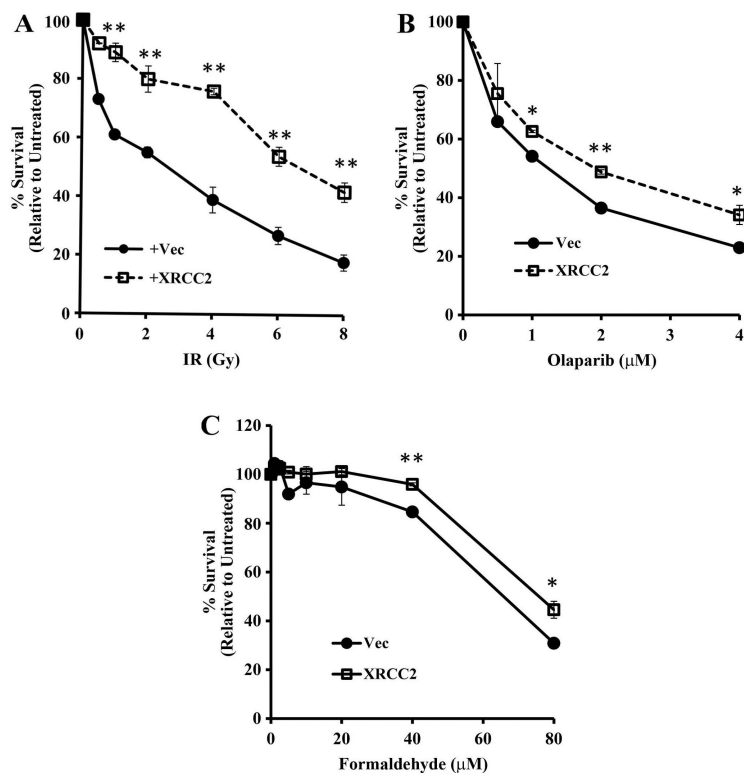 A
% Survival
(Relative to Untreated)
100
80
60
40
20
0
** ** ** ** **
**
+Vec
+XRCC2
0 2 4 6 8
IR (Gy)
B
% Survival
(Relative to Untreated)
100
80
60
40
20
0
*
**
*
Vec
XRCC2
0 1 2 3 4
Olaparib (μM)
C
% Survival
(Relative to Untreated)
120
100
80
60
40
20
0
**
*
Vec
XRCC2
0 20 40 60 80
Formaldehyde (μM)